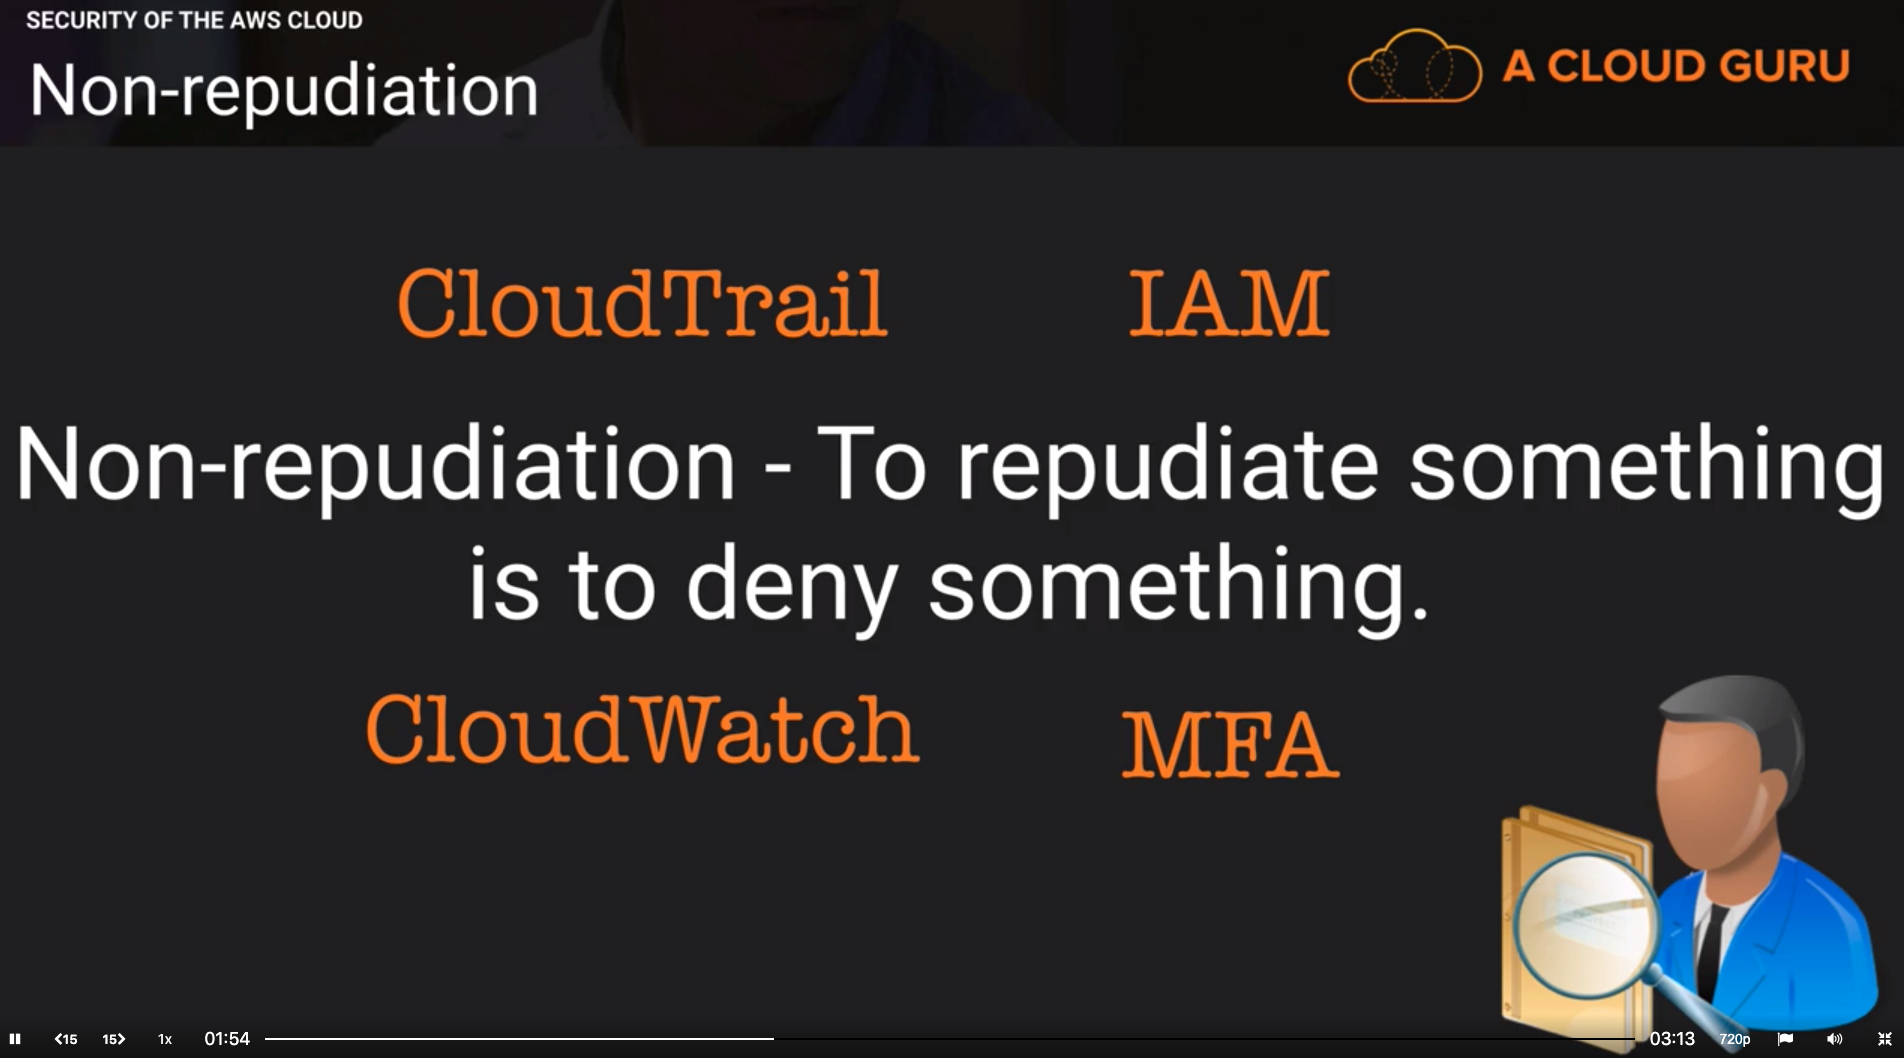 SECURITY OF THE AWS CLOUD
Non-repudiation
A CLOUD GURU
CloudTrail IAM
Non-repudiation - To repudiate something
is to deny something.
CloudWatch MFA
15 15 1x 01:54 03:13 720p